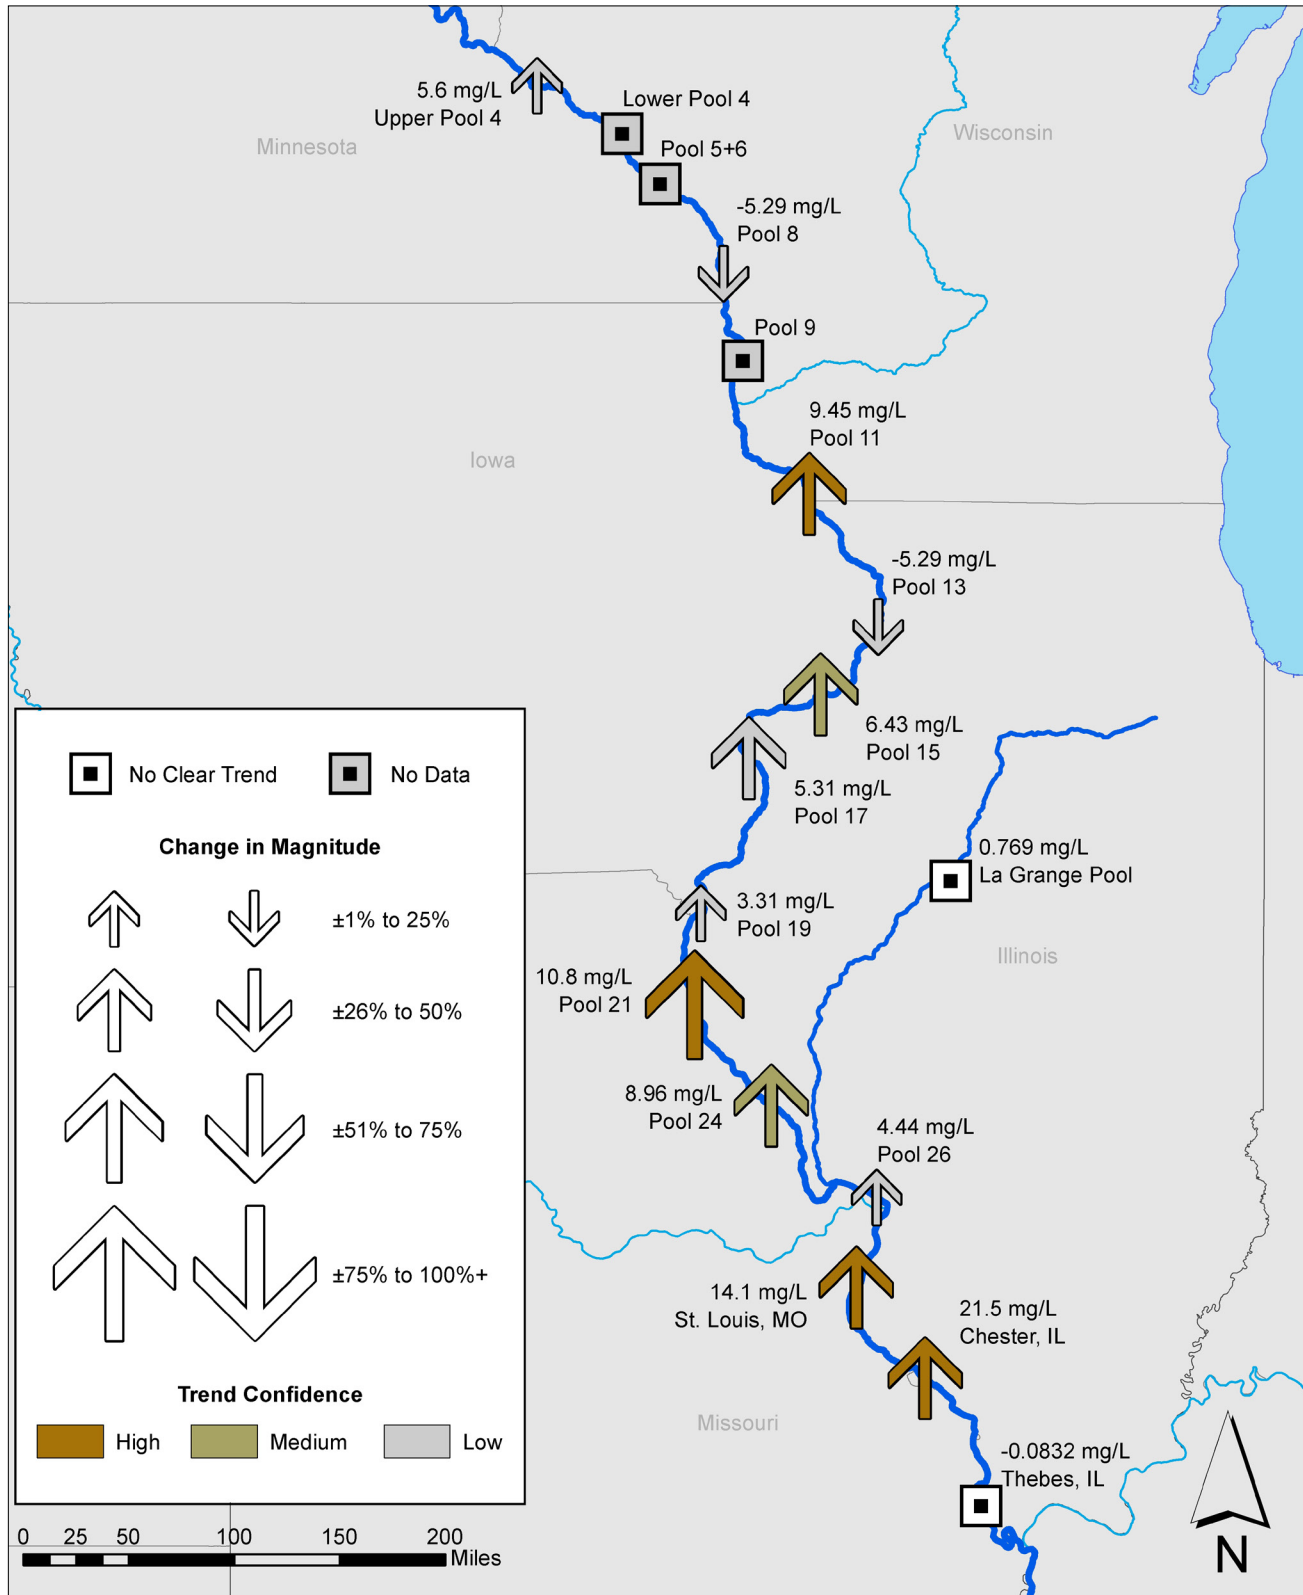 5.6 mg/L
Upper Pool 4
Lower Pool 4
Minnesota
Wisconsin
Pool 5+6
-5.29 mg/L
Pool 8
Pool 9
9.45 mg/L
Pool 11
Iowa
-5.29 mg/L
Pool 13
6.43 mg/L
Pool 15
5.31 mg/L
Pool 17
0.769 mg/L
La Grange Pool
3.31 mg/L
Pool 19
Illinois
10.8 mg/L
Pool 21
8.96 mg/L
Pool 24
4.44 mg/L
Pool 26
14.1 mg/L
St. Louis, MO
21.5 mg/L
Chester, IL
Missouri
-0.0832 mg/L
Thebes, IL
No Clear Trend
No Data
Change in Magnitude
±1% to 25%
±26% to 50%
±51% to 75%
±75% to 100%+
Trend Confidence
High
Medium
Low
0 25 50 100 150 200
Miles
N